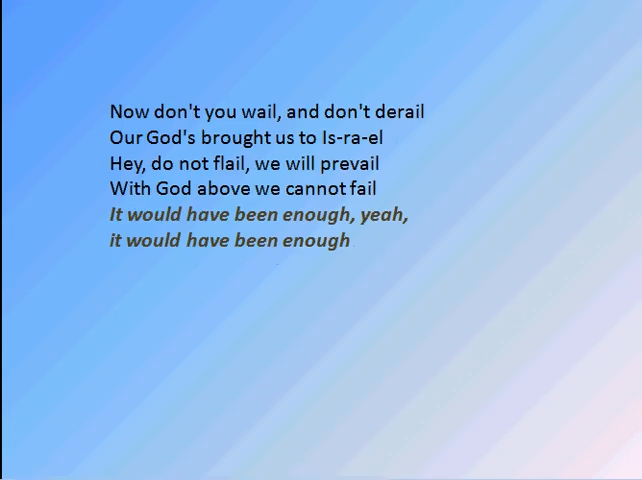 Now don't you wail, and don't derail
Our God's brought us to Is-ra-el
Hey, do not flail, we will prevail
With God above we cannot fail
It would have been enough, yeah,
it would have been enough